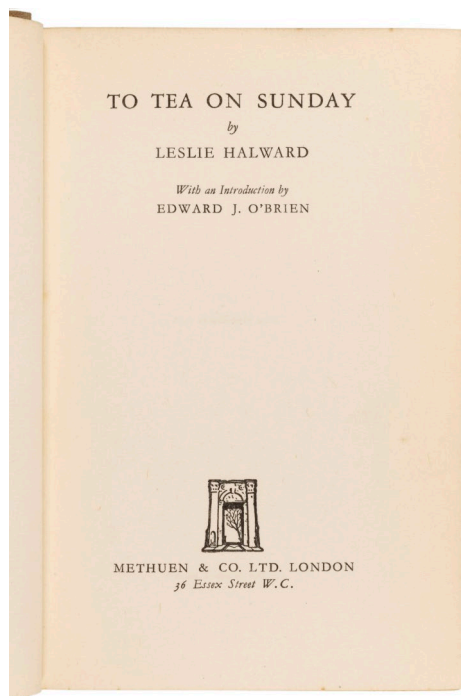 TO TEA ON SUNDAY
by
LESLIE HALWARD
With an Introduction by
EDWARD J. O'BRIEN
METHUEN & CO. LTD. LONDON
36 Essex Street W.C.